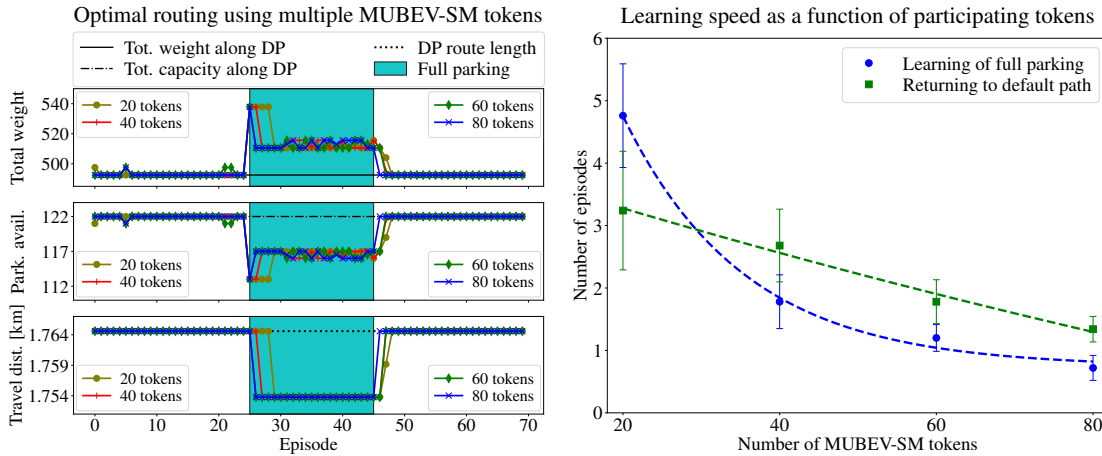 Optimal routing using multiple MUBEV-SM tokens
Tot. weight along DP
DP route length
Tot. capacity along DP
Full parking
Total weight
540
520
500
20 tokens
40 tokens
60 tokens
80 tokens
Park. avail.
122
117
112
20 tokens
40 tokens
60 tokens
80 tokens
Travel dist. [km]
1.764
1.759
1.754
20 tokens
40 tokens
60 tokens
80 tokens
0 10 20 30 40 50 60 70
Episode
Learning speed as a function of participating tokens
Learning of full parking
Returning to default path
Number of episodes
6
5
4
3
2
1
0
20 40 60 80
Number of MUBEV-SM tokens